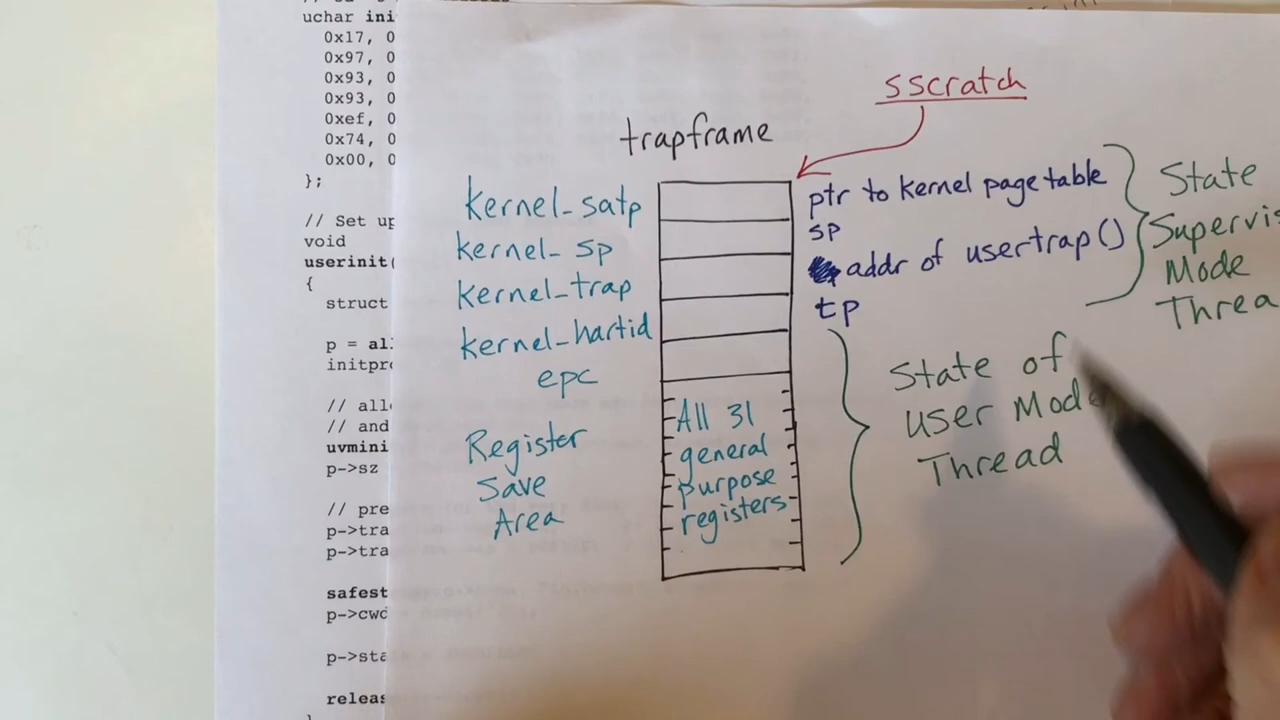 uchar ini
0x17, 0
0x97, 0
0x93, 0
0x93, 0
0xef, 0
0x74, 0
0x00, 0
};
// Set up
void
userinit(
{
struct
p = al
initpro
// all
// and
uvmini
p->sz
// pre
p->tra
p->tra
safest
p->cwd
p->sta
releas
sscratch
trapframe
kernel_satp
kernel_sp
kernel_trap
kernel_hartid
epc
Register
Save
Area
All 31
general
purpose
registers
ptr to kernel page table
sp
addr of usertrap()
tp
State
Supervis
Mode
Threa
State of
User Mode
Thread